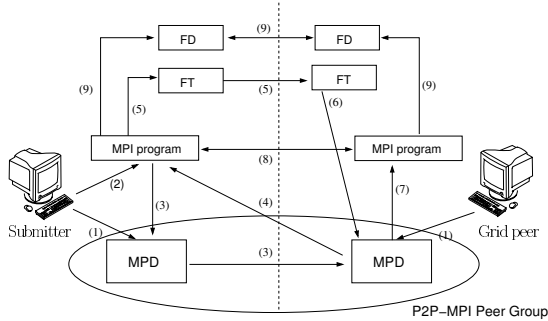 FD (9) FD
(9) FT (5) FT (9)
(5) (6)
MPI program (8) MPI program
(2) (3) (4) (7)
Submitter (1) (1) Grid peer
MPD (3) MPD
P2P−MPI Peer Group